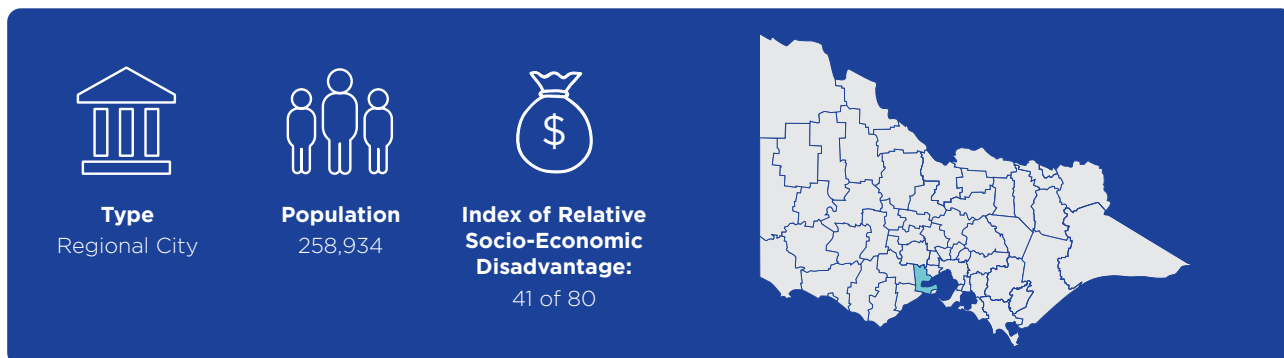 $
Type
Regional City
Population
258,934
Index of Relative
Socio-Economic
Disadvantage:
41 of 80